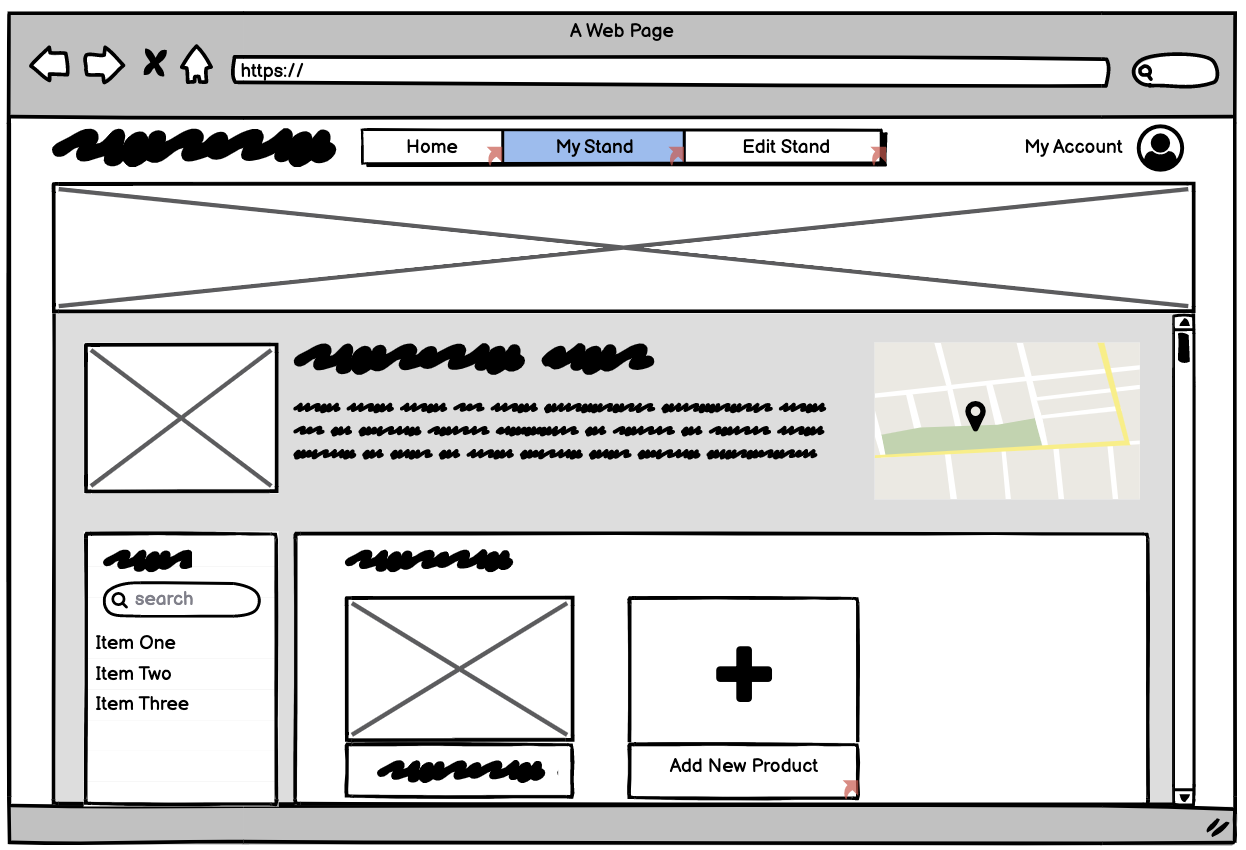 A Web Page
https://
Home
My Stand
Edit Stand
My Account
search
Item One
Item Two
Item Three
Add New Product